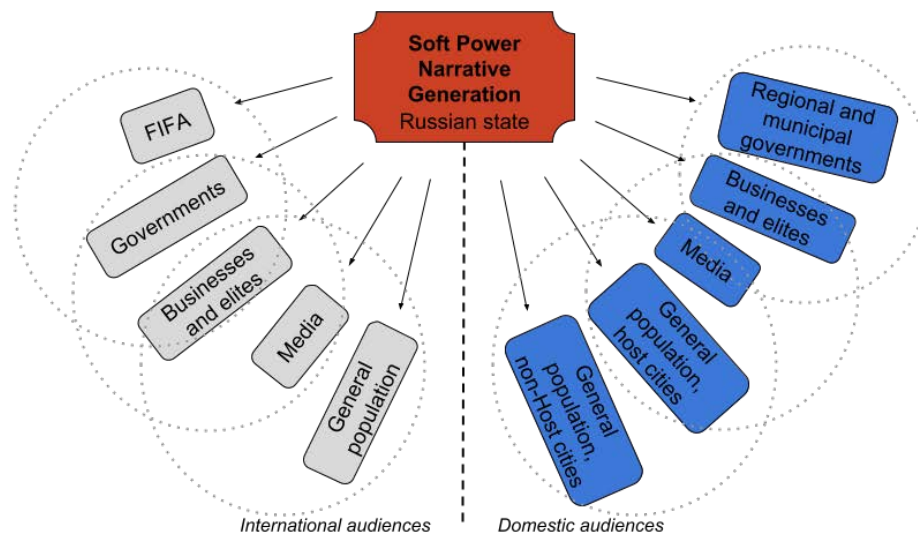 Soft Power
Narrative
Generation
Russian state
FIFA
Governments
Businesses
and elites
Media
General
population
Regional and
municipal
governments
Businesses
and elites
Media
General
population,
host cities
General
population,
non-Host cities
International audiences
Domestic audiences